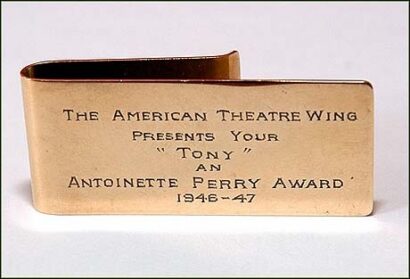 THE AMERICAN THEATRE WING
PRESENTS YOUR
"TONY"
AN
ANTOINETTE PERRY AWARD
1946-47